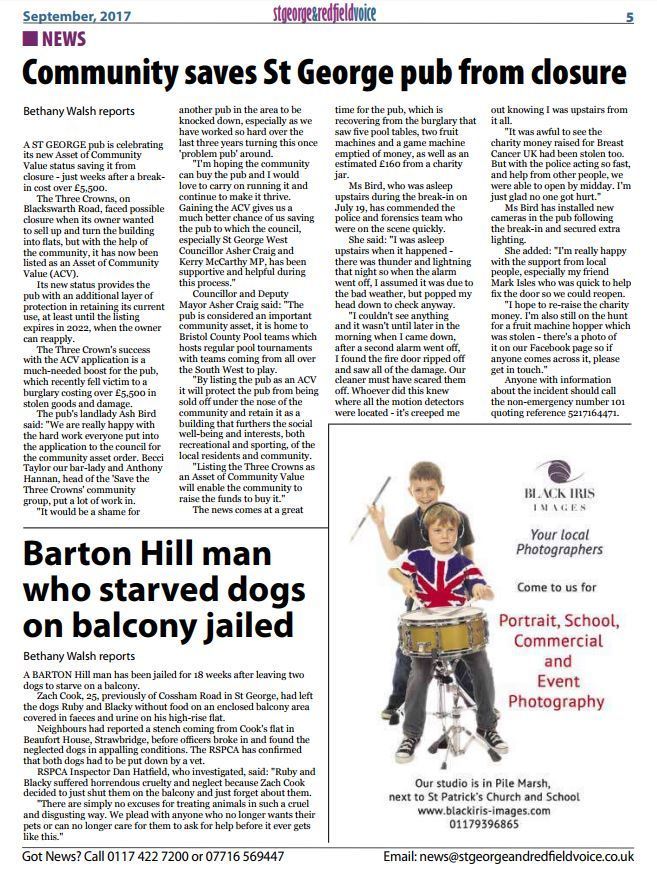 September, 2017
stgeorge&redfieldvoice
5
NEWS
Community saves St George pub from closure
Bethany Walsh reports
A ST GEORGE pub is celebrating
its new Asset of Community
Value status saving it from
closure - just weeks after a break-
in cost over £5,500.
The Three Crowns, on
Blackswarth Road, faced possible
closure when its owner wanted
to sell up and turn the building
into flats, but with the help of
the community, it has now been
listed as an Asset of Community
Value (ACV).
Its new status provides the
pub with an additional layer of
protection in retaining its current
use, at least until the listing
expires in 2022, when the owner
can reapply.
The Three Crown's success
with the ACV application is a
much-needed boost for the pub,
which recently fell victim to a
burglary costing over £5,500 in
stolen goods and damage.
The pub's landlady Ash Bird
said: "We are really happy with
the hard work everyone put into
the application to the council for
the community asset order. Becci
Taylor our bar-lady and Anthony
Hannan, head of the 'Save the
Three Crowns' community
group, put a lot of work in.
"It would be a shame for
another pub in the area to be
knocked down, especially as we
have worked so hard over the
last three years turning this once
'problem pub' around.
"I'm hoping the community
can buy the pub and I would
love to carry on running it and
continue to make it thrive.
Gaining the ACV gives us a
much better chance of us saving
the pub to which the council,
especially St George West
Councillor Asher Craig and
Kerry McCarthy MP, has been
supportive and helpful during
this process."
Councillor and Deputy
Mayor Asher Craig said: "The
pub is considered an important
community asset, it is home to
Bristol County Pool teams which
hosts regular pool tournaments
with teams coming from all over
the South West to play.
"By listing the pub as an ACV
it will protect the pub from being
sold off under the nose of the
community and retain it as a
building that furthers the social
well-being and interests, both
recreational and sporting, of the
local residents and community.
"Listing the Three Crowns as
an Asset of Community Value
will enable the community to
raise the funds to buy it."
The news comes at a great
time for the pub, which is
recovering from the burglary that
saw five pool tables, two fruit
machines and a game machine
emptied of money, as well as an
estimated £160 from a charity
jar.
Ms Bird, who was asleep
upstairs during the break-in on
July 19, has commended the
police and forensics team who
were on the scene quickly.
She said: "I was asleep
upstairs when it happened -
there was thunder and lightning
that night so when the alarm
went off, I assumed it was due to
the bad weather, but popped my
head down to check anyway.
"I couldn't see anything
and it wasn't until later in the
morning when I came down,
after a second alarm went off,
I found the fire door ripped off
and saw all of the damage. Our
cleaner must have scared them
off. Whoever did this knew
where all the motion detectors
were located - it's creeped me
out knowing I was upstairs from
it all.
"It was awful to see the
charity money raised for Breast
Cancer UK had been stolen too.
But with the police acting so fast,
and help from other people, we
were able to open by midday. I'm
just glad no one got hurt."
Ms Bird has installed new
cameras in the pub following
the break-in and secured extra
lighting.
She added: "I'm really happy
with the support from local
people, especially my friend
Mark Isles who was quick to help
fix the door so we could reopen.
"I hope to re-raise the charity
money. I'm also still on the hunt
for a fruit machine hopper which
was stolen - there's a photo of
it on our Facebook page so if
anyone comes across it, please
get in touch."
Anyone with information
about the incident should call
the non-emergency number 101
quoting reference 5217164471.
Barton Hill man
who starved dogs
on balcony jailed
Bethany Walsh reports
A BARTON Hill man has been jailed for 18 weeks after leaving two
dogs to starve on a balcony.
Zach Cook, 25, previously of Cossham Road in St George, had left
the dogs Ruby and Blacky without food on an enclosed balcony area
covered in faeces and urine on his high-rise flat.
Neighbours had reported a stench coming from Cook's flat in
Beaufort House, Strawbridge, before officers broke in and found the
neglected dogs in appalling conditions. The RSPCA has confirmed
that both dogs had to be put down by a vet.
RSPCA Inspector Dan Hatfield, who investigated, said: "Ruby and
Blacky suffered horrendous cruelty and neglect because Zach Cook
decided to just shut them on the balcony and just forget about them.
"There are simply no excuses for treating animals in such a cruel
and disgusting way. We plead with anyone who no longer wants their
pets or can no longer care for them to ask for help before it ever gets
like this."
BLACK IRIS
IMAGES
Your local
Photographers
Come to us for
Portrait, School,
Commercial
and
Event
Photography
Our studio is in Pile Marsh,
next to St Patrick's Church and School
www.blackiris-images.com
01179396865
Got News? Call 0117 422 7200 or 07716 569447
Email: news@stgeorgeandredfieldvoice.co.uk